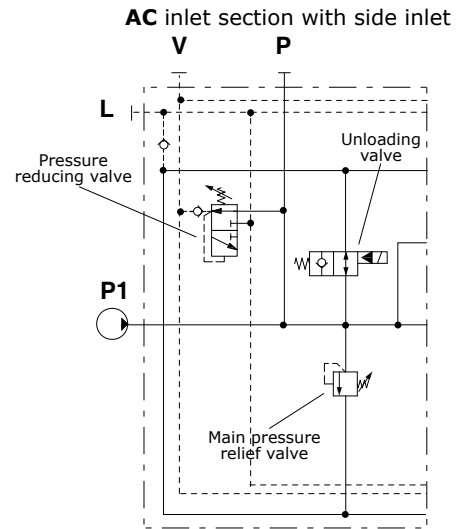 AC inlet section with side inlet
V
P
L
Unloading
valve
Pressure
reducing valve
P1
Main pressure
relief valve